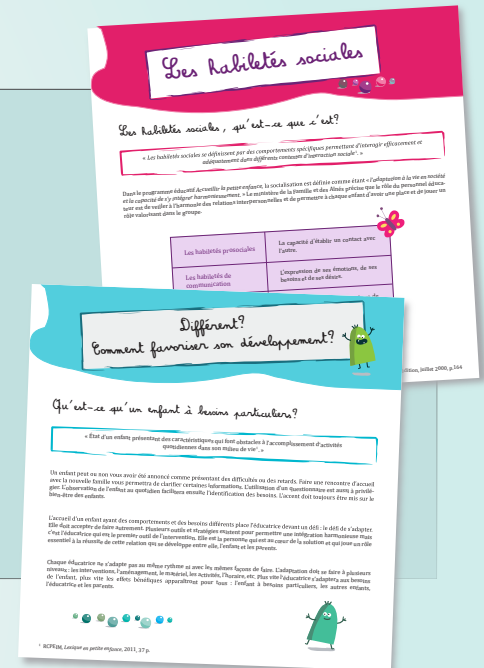 Les habiletés sociales
Les habiletés sociales, qu'est-ce que c'est?
« Les habiletés sociales se définissent par des comportements spécifiques permettant d'interagir efficacement et
adéquatement dans différents contextes d'interaction sociale¹. »
Dans le programme éducatif Accueillir la petite enfance, la socialisation est définie comme étant « l'adaptation à la vie en société
et la capacité de s'y intégrer harmonieusement. » Le ministère de la Famille et des Aînés précise que le rôle du personnel éduca-
teur est de veiller à l'harmonie des relations interpersonnelles et de permettre à chaque enfant d'avoir une place et de jouer un
rôle valorisant dans le groupe.
Les habiletés prosociales
La capacité d'établir un contact avec
l'autre.
Les habiletés de
communication
L'expression de ses émotions, de ses
besoins et de ses désirs.
juillet 2000, p.164
Différent?
Comment favoriser son développement?
Qu'est-ce qu'un enfant à besoins particuliers?
« État d'un enfant présentant des caractéristiques qui font obstacles à l'accomplissement d'activités
quotidiennes dans son milieu de vie¹. »
Un enfant peut ou non vous avoir été annoncé comme présentant des difficultés ou des retards. Faire une rencontre d'accueil
avec la nouvelle famille vous permettra de clarifier certaines informations. L'utilisation d'un questionnaire est aussi à privilé-
gier. L'observation de l'enfant au quotidien facilitera ensuite l'identification des besoins. L'accent doit toujours être mis sur le
bien-être des enfants.
L'accueil d'un enfant ayant des comportements et des besoins différents place l'éducatrice devant un défi : le défi de s'adapter.
Elle doit accepter de faire autrement. Plusieurs outils et stratégies existent pour permettre une intégration harmonieuse mais
c'est l'éducatrice qui est le premier outil de l'intervention. Elle est la personne qui est au cœur de la solution et qui joue un rôle
essentiel à la réussite de cette relation qui se développe entre elle, l'enfant et les parents.
Chaque éducatrice ne s'adapte pas au même rythme ni avec les mêmes façons de faire. L'adaptation doit se faire à plusieurs
niveaux : les interventions, l'aménagement, le matériel, les activités, l'horaire, etc. Plus vite l'éducatrice s'adaptera aux besoins
de l'enfant, plus vite les effets bénéfiques apparaîtront pour tous : l'enfant à besoins particuliers, les autres enfants,
l'éducatrice et les parents.
¹ RCPEIM, Lexique en petite enfance, 2011, 37 p.